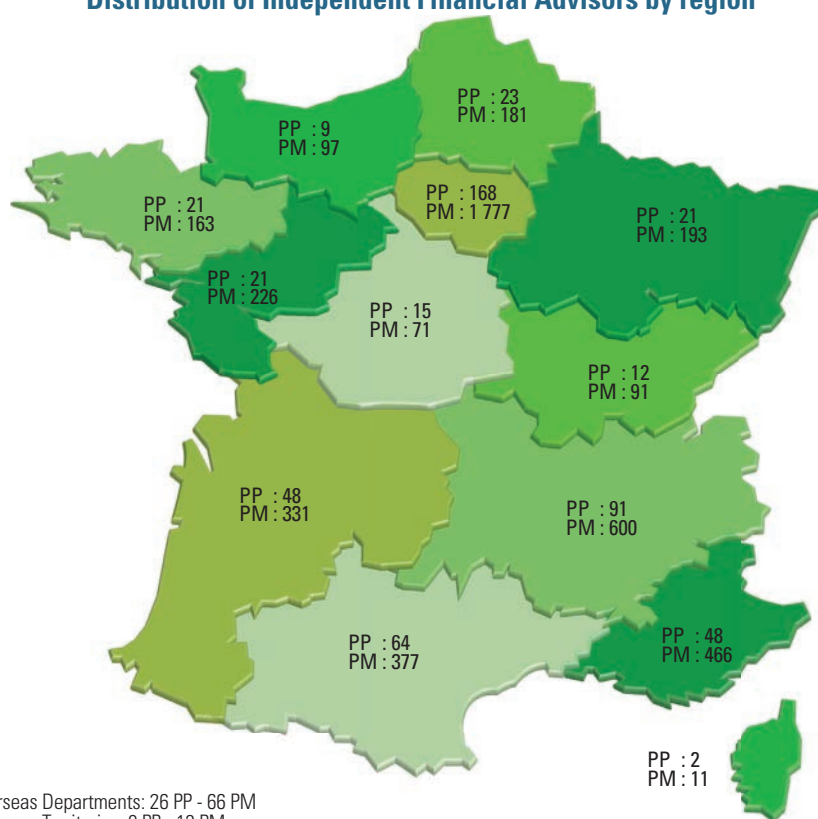 Distribution of Independent Financial Advisors by region
PP : 23
PM : 181
PP : 9
PM : 97
PP : 168
PM : 1 777
PP : 21
PM : 163
PP : 21
PM : 193
PP : 21
PM : 226
PP : 15
PM : 71
PP : 12
PM : 91
PP : 48
PM : 331
PP : 91
PM : 600
PP : 64
PM : 377
PP : 48
PM : 466
PP : 2
PM : 11
rseas Departments: 26 PP - 66 PM